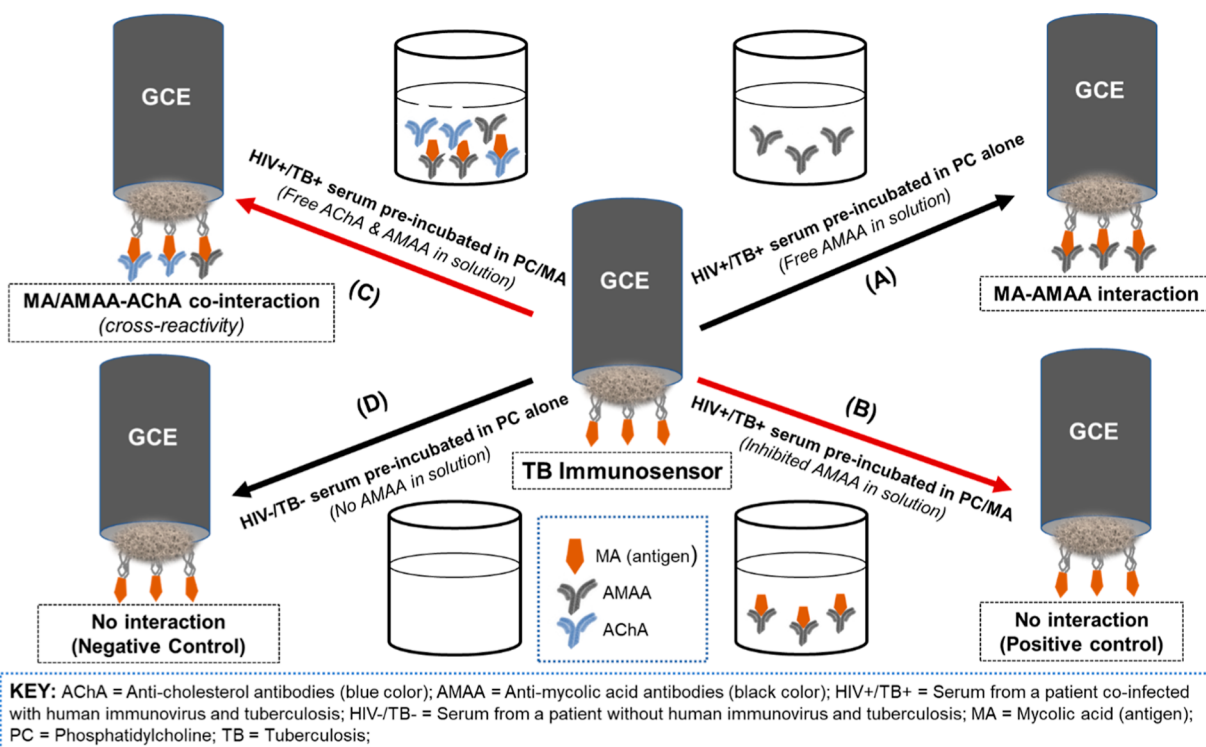 GCE
HIV+/TB+ serum pre-incubated in PC/MA
(Free AChA & AMAA in solution)
(C)
MA/AMAA-AChA co-interaction
(cross-reactivity)
HIV+/TB+ serum pre-incubated in PC alone
(Free AMAA in solution)
(A)
GCE
MA-AMAA interaction
GCE
TB Immunosensor
GCE
(D)
HIV-/TB- serum pre-incubated in PC alone
(No AMAA in solution)
No interaction
(Negative Control)
(B)
HIV+/TB+ serum pre-incubated in PC/MA
(Inhibited AMAA in solution)
GCE
No interaction
(Positive control)
MA (antigen)
AMAA
AChA
KEY: AChA = Anti-cholesterol antibodies (blue color); AMAA = Anti-mycolic acid antibodies (black color); HIV+/TB+ = Serum from a patient co-infected
with human immunovirus and tuberculosis; HIV-/TB- = Serum from a patient without human immunovirus and tuberculosis; MA = Mycolic acid (antigen);
PC = Phosphatidylcholine; TB = Tuberculosis;